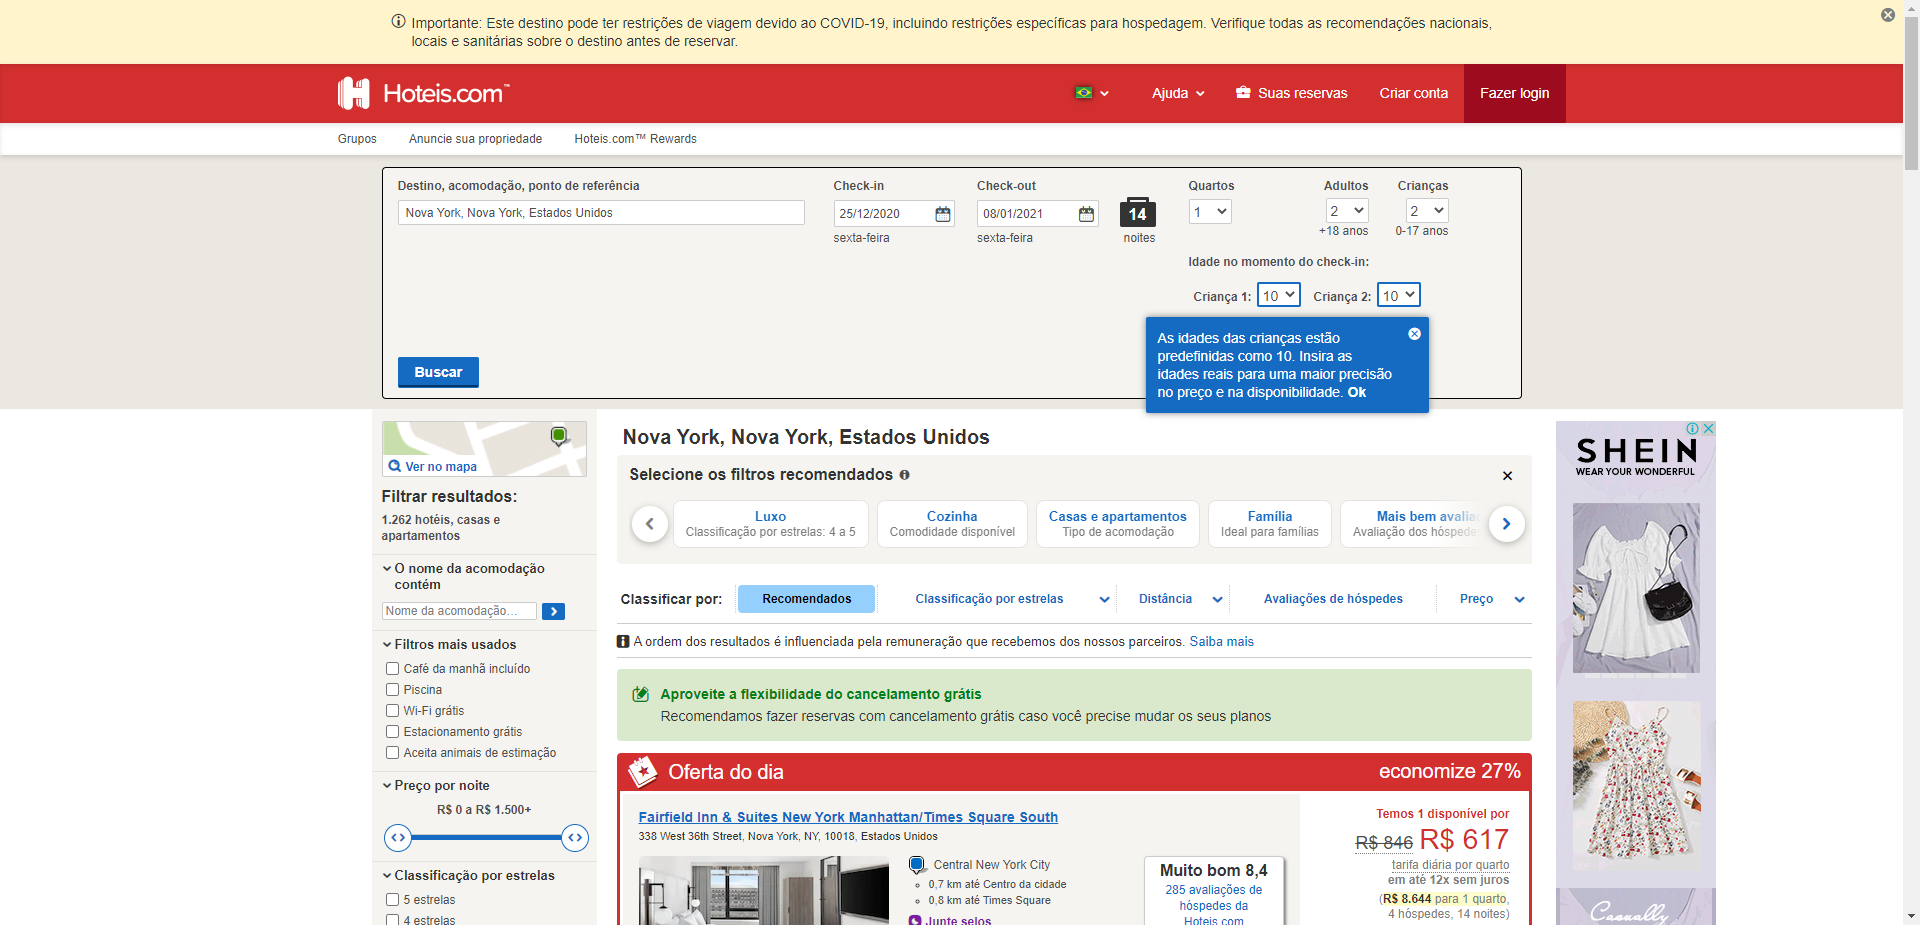 Importante: Este destino pode ter restrições de viagem devido ao COVID-19, incluindo restrições específicas para hospedagem. Verifique todas as recomendações nacionais,
locais e sanitárias sobre o destino antes de reservar.
Hoteis.com™
Ajuda
Suas reservas
Criar conta
Fazer login
Grupos
Anuncie sua propriedade
Hoteis.com™ Rewards
Destino, acomodação, ponto de referência
Nova York, Nova York, Estados Unidos
Check-in
25/12/2020
sexta-feira
Check-out
08/01/2021
sexta-feira
14
noites
Quartos
1
Adultos
2
+18 anos
Crianças
2
0-17 anos
Idade no momento do check-in:
Criança 1: 10
Criança 2: 10
As idades das crianças estão
predefinidas como 10. Insira as
idades reais para uma maior precisão
no preço e na disponibilidade. Ok
Buscar
Ver no mapa
Filtrar resultados:
1.262 hotéis, casas e
apartamentos
O nome da acomodação
contém
Nome da acomodação...
Filtros mais usados
Café da manhã incluído
Piscina
Wi-Fi grátis
Estacionamento grátis
Aceita animais de estimação
Preço por noite
R$ 0 a R$ 1.500+
Classificação por estrelas
5 estrelas
4 estrelas
Nova York, Nova York, Estados Unidos
Selecione os filtros recomendados
Luxo
Classificação por estrelas: 4 a 5
Cozinha
Comodidade disponível
Casas e apartamentos
Tipo de acomodação
Família
Ideal para famílias
Mais bem avalia
Avaliação dos hóspede
Classificar por:
Recomendados
Classificação por estrelas
Distância
Avaliações de hóspedes
Preço
A ordem dos resultados é influenciada pela remuneração que recebemos dos nossos parceiros. Saiba mais
Aproveite a flexibilidade do cancelamento grátis
Recomendamos fazer reservas com cancelamento grátis caso você precise mudar os seus planos
Oferta do dia
economize 27%
Fairfield Inn & Suites New York Manhattan/Times Square South
338 West 36th Street, Nova York, NY, 10018, Estados Unidos
Central New York City
0,7 km até Centro da cidade
0,8 km até Times Square
Junte selos
Muito bom 8,4
285 avaliações de
hóspedes da
Hoteis.com
Temos 1 disponível por
R$ 846 R$ 617
tarifa diária por quarto
em até 12x sem juros
(R$ 8.644 para 1 quarto,
4 hóspedes, 14 noites)
SHEIN
WEAR YOUR WONDERFUL
Casually